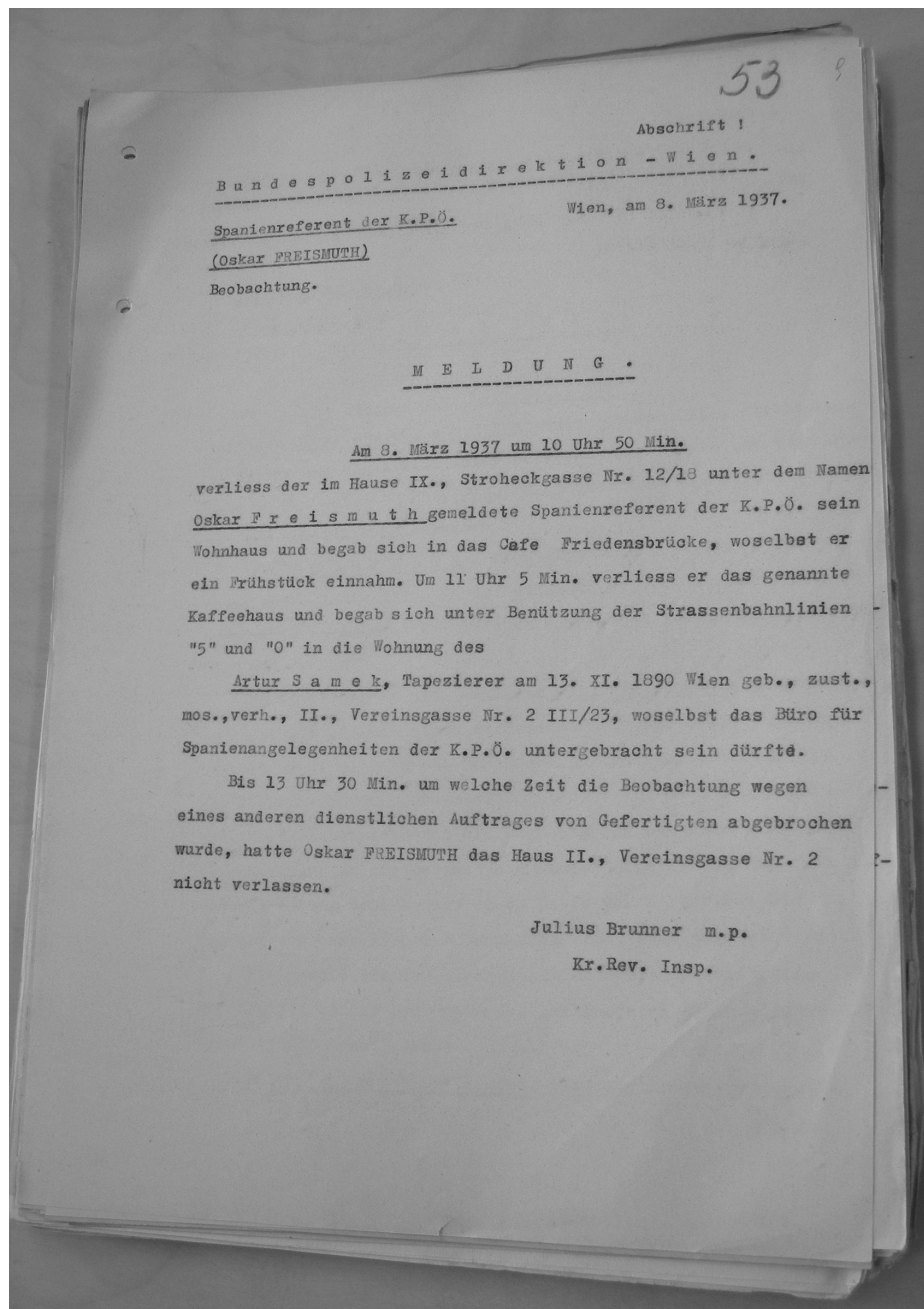 53
Abschrift !
B u n d e s p o l i z e i d i r e k t i o n - W i e n .
Spanienreferent der K.P.Ö.
Wien, am 8. März 1937.
(Oskar FREISMUTH)
Beobachtung.
M E L D U N G .
Am 8. März 1937 um 10 Uhr 50 Min.
verliess der im Hause IX., Stroheckgasse Nr. 12/18 unter dem Namen
Oskar F r e i s m u t h gemeldete Spanienreferent der K.P.Ö. sein
Wohnhaus und begab sich in das Cafe Friedensbrücke, woselbst er
ein Frühstück einnahm. Um 11 Uhr 5 Min. verliess er das genannte
Kaffeehaus und begab sich unter Benützung der Strassenbahnlinien
"5" und "O" in die Wohnung des
Artur S a m e k, Tapezierer am 13. XI. 1890 Wien geb., zust.,
mos.,verh., II., Vereinsgasse Nr. 2 III/23, woselbst das Büro für
Spanienangelegenheiten der K.P.Ö. untergebracht sein dürfte.
Bis 13 Uhr 30 Min. um welche Zeit die Beobachtung wegen
eines anderen dienstlichen Auftrages von Gefertigten abgebrochen
wurde, hatte Oskar FREISMUTH das Haus II., Vereinsgasse Nr. 2
nicht verlassen.
Julius Brunner m.p.
Kr.Rev. Insp.